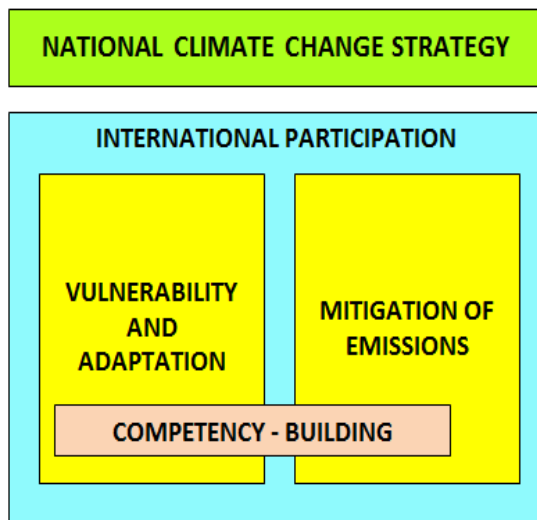 NATIONAL CLIMATE CHANGE STRATEGY
INTERNATIONAL PARTICIPATION
VULNERABILITY
AND
ADAPTATION
MITIGATION OF
EMISSIONS
COMPETENCY - BUILDING